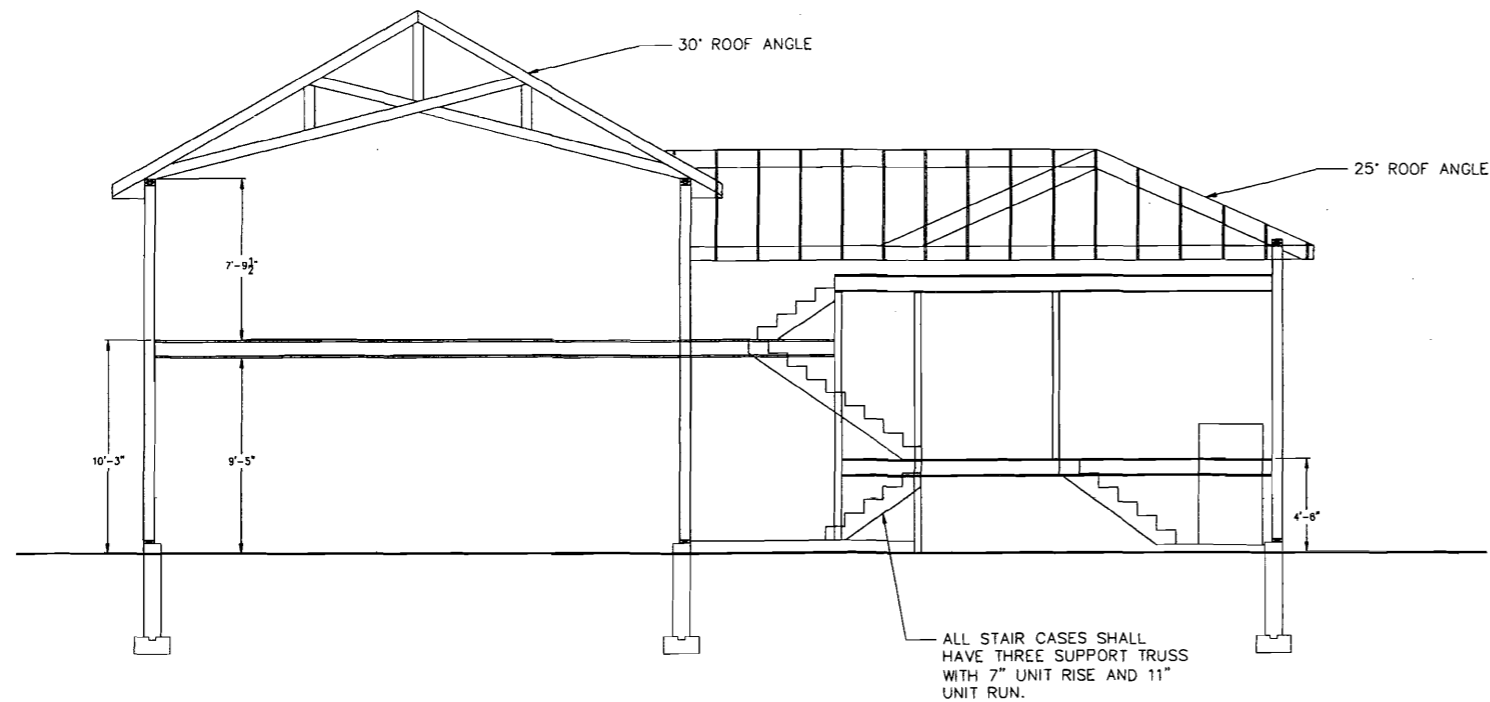 30° ROOF ANGLE
25° ROOF ANGLE
7'-9½"
10'-3"
9'-5"
4'-8"
ALL STAIR CASES SHALL
HAVE THREE SUPPORT TRUSS
WITH 7" UNIT RISE AND 11"
UNIT RUN.